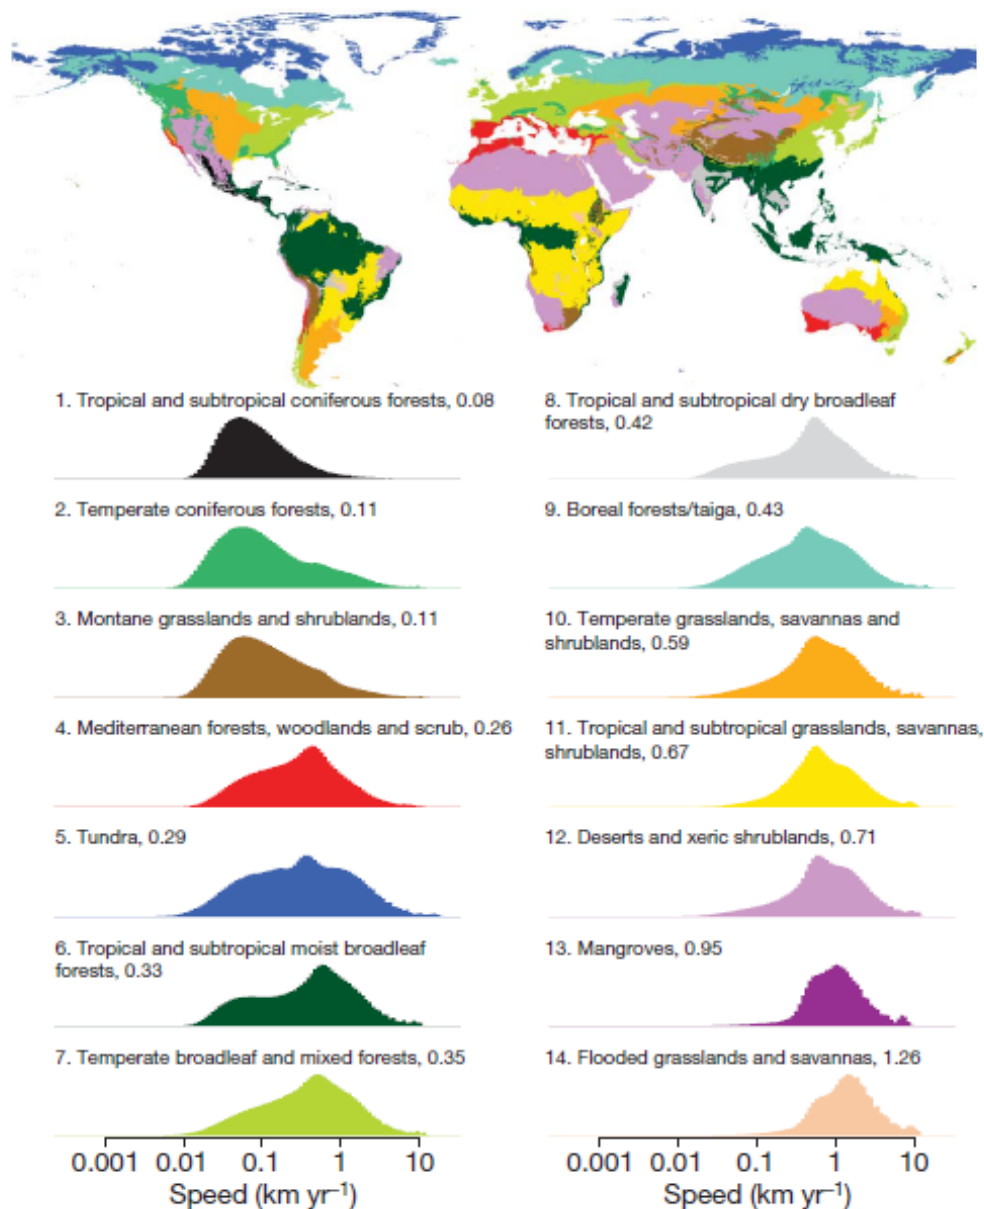 1. Tropical and subtropical coniferous forests, 0.08
2. Temperate coniferous forests, 0.11
3. Montane grasslands and shrublands, 0.11
4. Mediterranean forests, woodlands and scrub, 0.26
5. Tundra, 0.29
6. Tropical and subtropical moist broadleaf
forests, 0.33
7. Temperate broadleaf and mixed forests, 0.35
0.001 0.01 0.1 1 10
Speed (km yr⁻¹)
8. Tropical and subtropical dry broadleaf
forests, 0.42
9. Boreal forests/taiga, 0.43
10. Temperate grasslands, savannas and
shrublands, 0.59
11. Tropical and subtropical grasslands, savannas,
shrublands, 0.67
12. Deserts and xeric shrublands, 0.71
13. Mangroves, 0.95
14. Flooded grasslands and savannas, 1.26
0.001 0.01 0.1 1 10
Speed (km yr⁻¹)